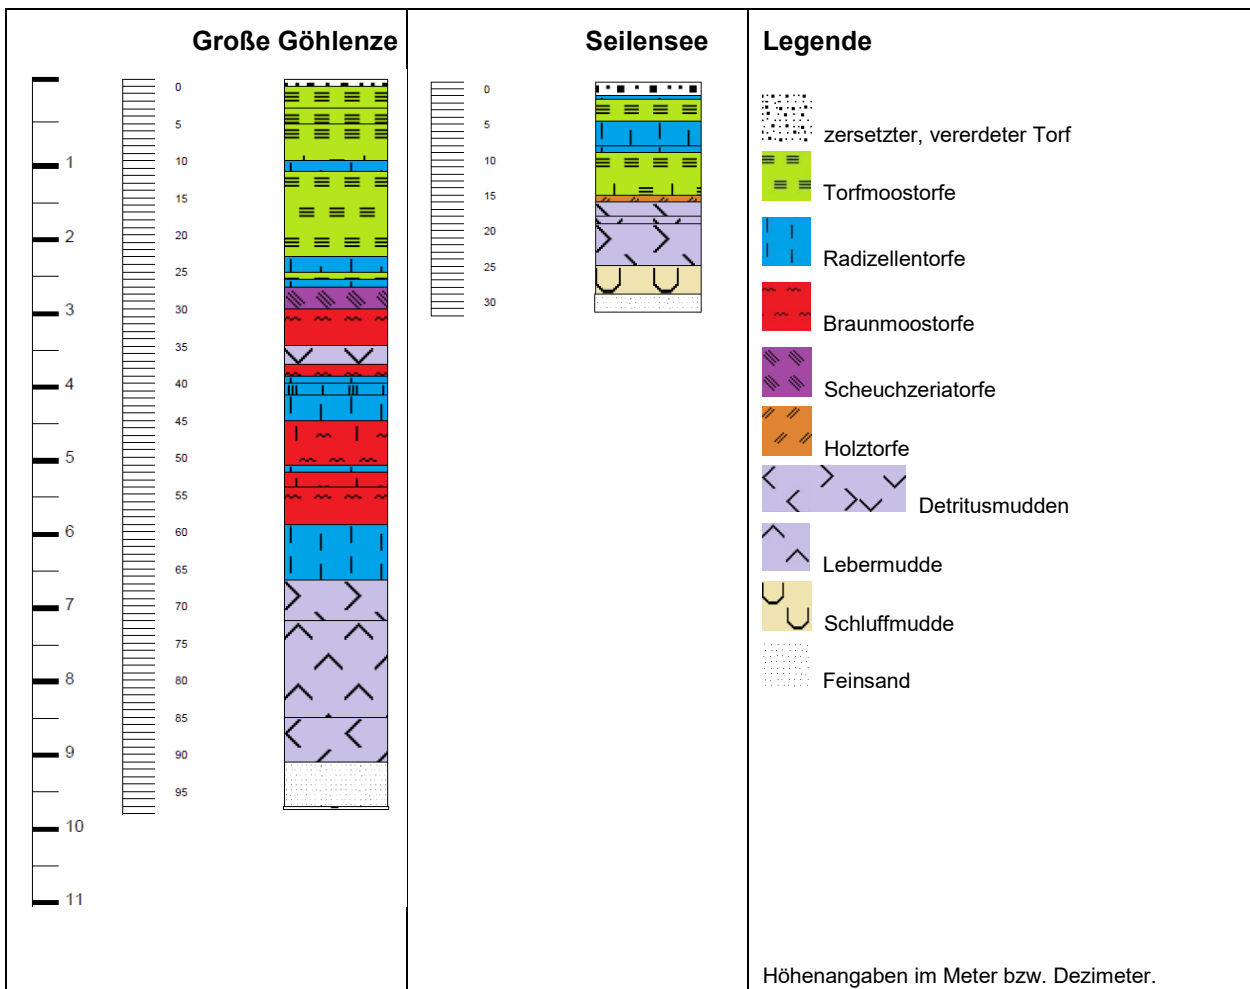 Große Göhlenze
Seilensee
Legende
1
2
3
4
5
6
7
8
9
10
11
0
5
10
15
20
25
30
35
40
45
50
55
60
65
70
75
80
85
90
95
0
5
10
15
20
25
30
zersetzter, vererdeter Torf
Torfmoostorfe
Radizellentorfe
Braunmoostorfe
Scheuchzeriatorfe
Holztorfe
Detritusmudden
Lebermudde
Schluffmudde
Feinsand
Höhenangaben im Meter bzw. Dezimeter.